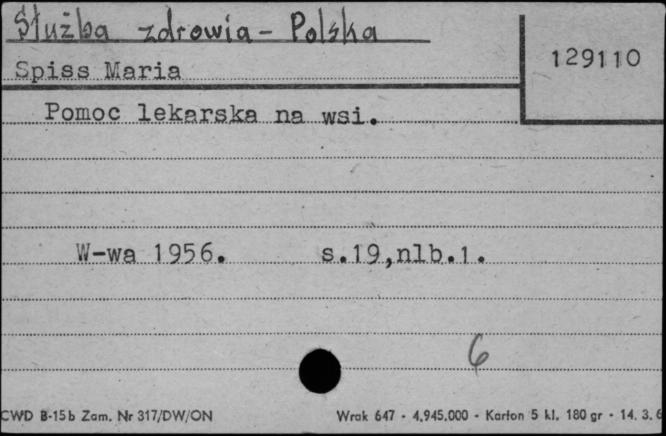 Służba zdrowia - Polska
129110
Spiss Maria
Pomoc lekarska na wsi.
W-wa 1956. s.19,nlb.1.
6
CWD B-15b Zam. Nr 317/DW/ON Wrak 647 - 4,945.000 - Karton 5 kl. 180 gr - 14. 3. 6